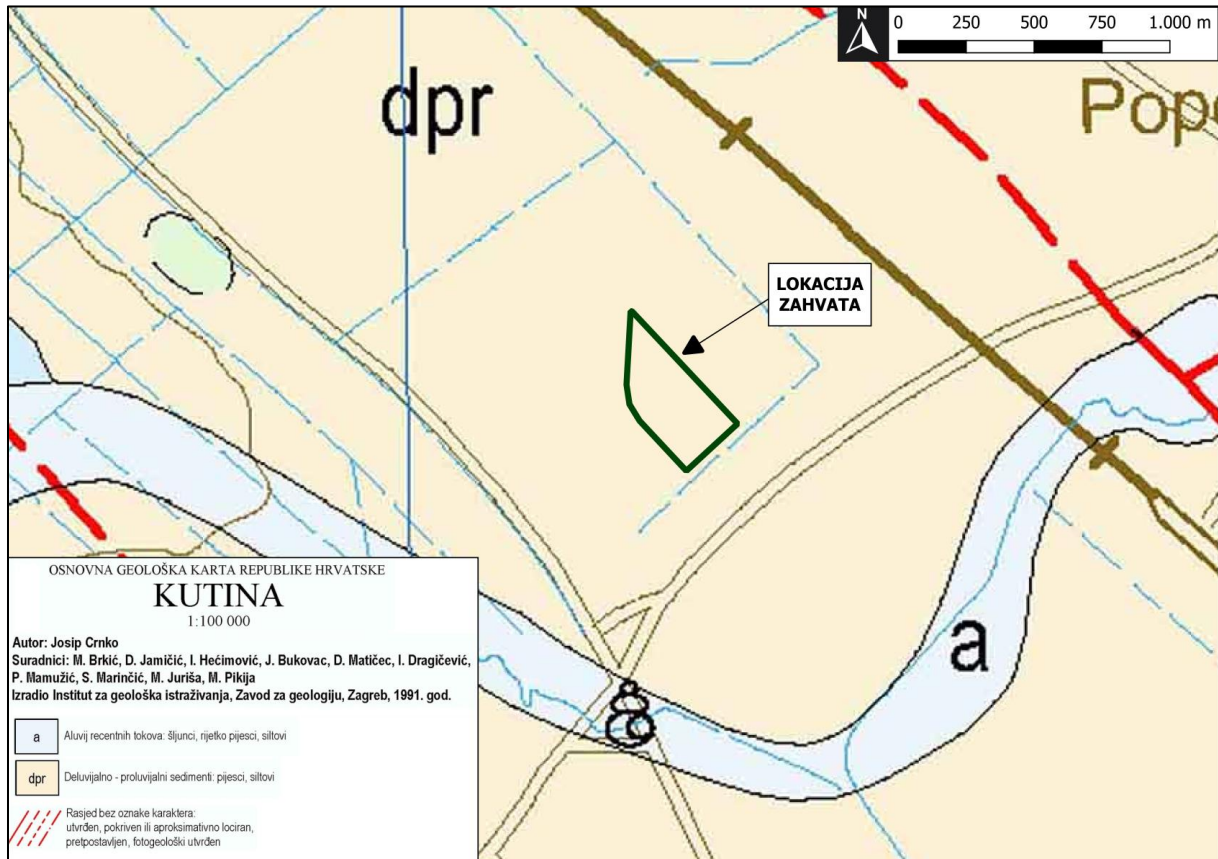 N
0 250 500 750 1.000 m
dpr
Pop
LOKACIJA
ZAHVATA
a
OSNOVNA GEOLOŠKA KARTA REPUBLIKE HRVATSKE
KUTINA
1:100 000
Autor: Josip Crnko
Suradnici: M. Brkić, D. Jamičić, I. Hećimović, J. Bukovac, D. Matičec, I. Dragičević,
P. Mamužić, S. Marinčić, M. Juriša, M. Pikija
Izradio Institut za geološka istraživanja, Zavod za geologiju, Zagreb, 1991. god.
a Aluvij recentnih tokova: šljunci, rijetko pijesci, siltovi
dpr Deluvijalno - proluvijalni sedimenti: pijesci, siltovi
Rasjed bez oznake karaktera:
utvrđen, pokriven ili aproksimativno lociran,
pretpostavljen, fotogeološki utvrđen